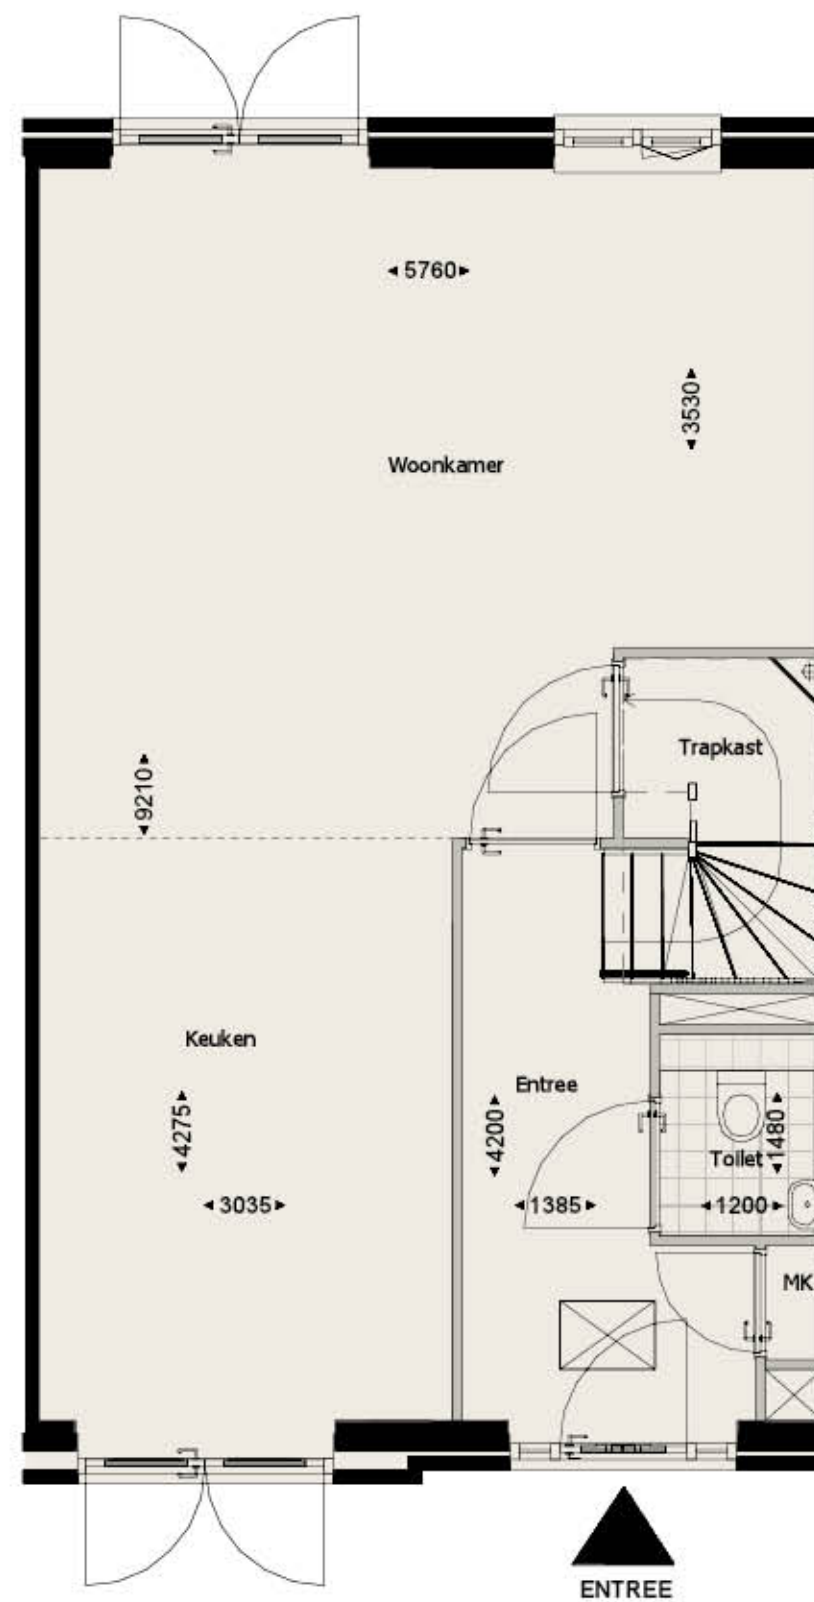 5760
3530
Woonkamer
Trapkast
9210
Keuken
Entree
4275
4200
1480
Toilet
3035
1385
1200
MK
ENTREE